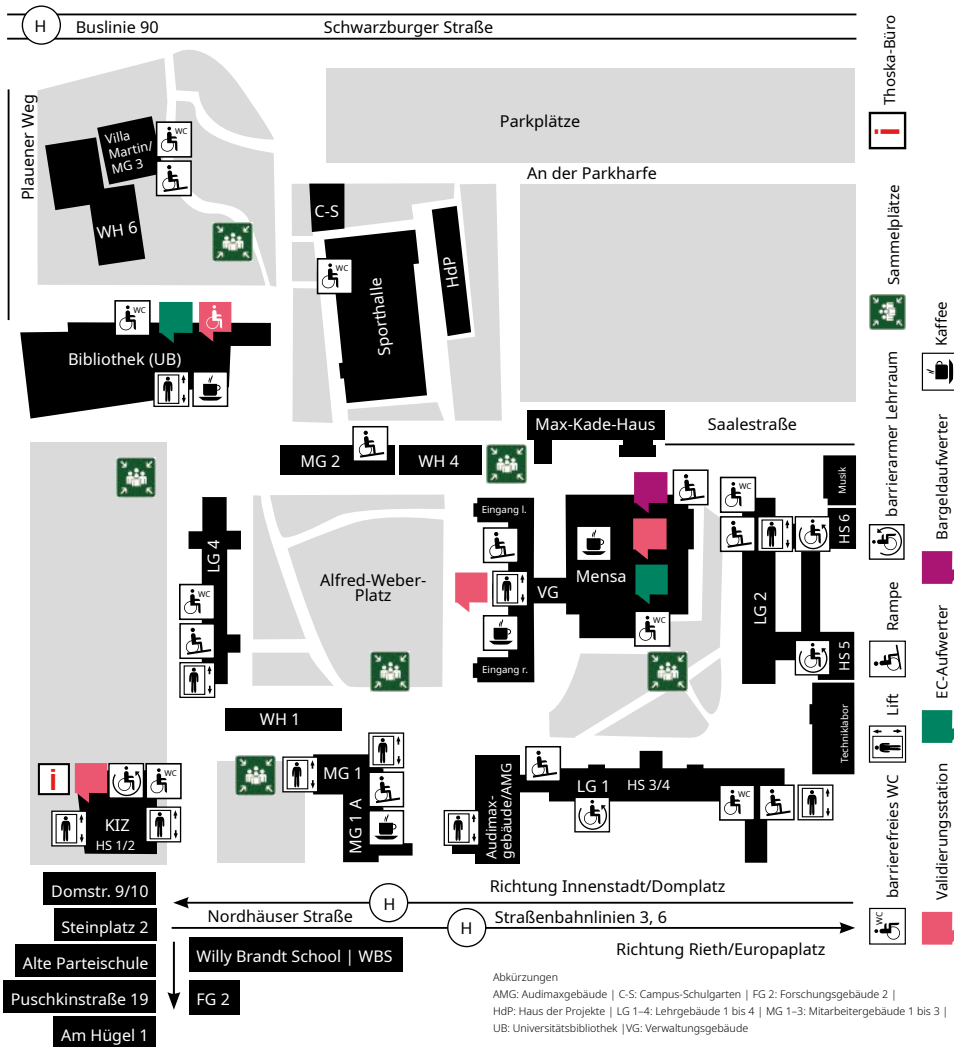 H
Buslinie 90
Schwarzburger Straße
Plauener Weg
Parkplätze
An der Parkharfe
Villa
Martin/
MG 3
WC
WH 6
C-S
WC
Sporthalle
HdP
WC
Bibliothek (UB)
Max-Kade-Haus
Saalestraße
MG 2
WH 4
Musik
HS 6
WC
LG 4
WC
Alfred-Weber-
Platz
Eingang l.
VG
Eingang r.
Mensa
WC
LG 2
HS 5
Techniklabor
WH 1
MG 1
MG 1 A
Audimax-
gebäude/AMG
LG 1
HS 3/4
WC
i
WC
KIZ
HS 1/2
Domstr. 9/10
Steinplatz 2
Alte Parteischule
Puschkinstraße 19
Am Hügel 1
Richtung Innenstadt/Domplatz
H
Nordhäuser Straße
H
Straßenbahnlinien 3, 6
Richtung Rieth/Europaplatz
Willy Brandt School | WBS
FG 2
Abkürzungen
AMG: Audimaxgebäude | C-S: Campus-Schulgarten | FG 2: Forschungsgebäude 2 |
HdP: Haus der Projekte | LG 1–4: Lehrgebäude 1 bis 4 | MG 1–3: Mitarbeitergebäude 1 bis 3 |
UB: Universitätsbibliothek |VG: Verwaltungsgebäude
WC
barrierefreies WC
Lift
Rampe
barrierarmer Lehrraum
Sammelplätze
i
Thoska-Büro
Validierungsstation
EC-Aufwerter
Bargeldaufwerter
Kaffee